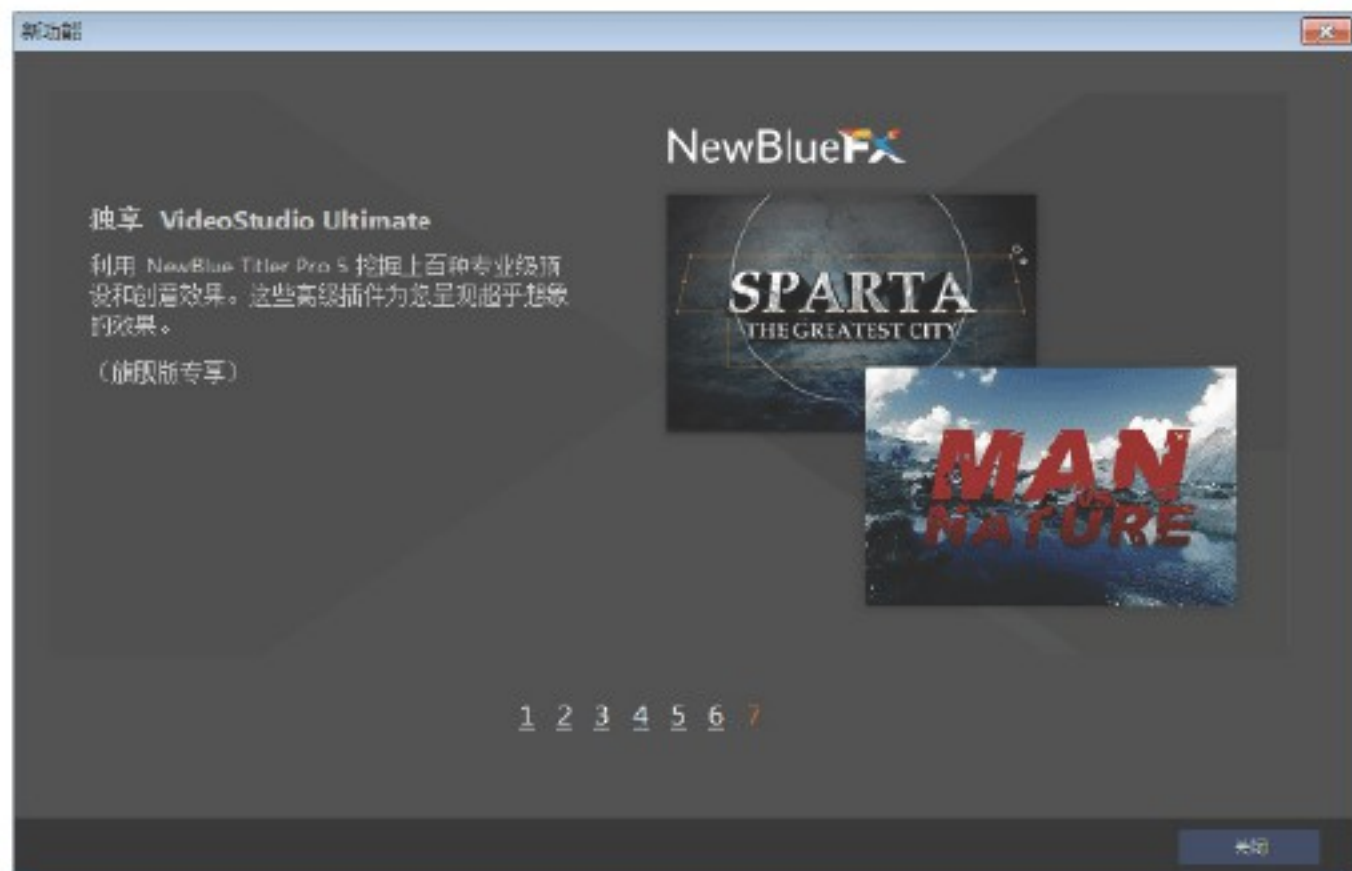 新功能
NewBlueFX
独享 VideoStudio Ultimate
利用 NewBlue Titler Pro 5 挖掘上百种专业级预
设和创意效果。这些高级插件为您呈现超乎想象
的效果。
（旗舰版专享）
SPARTA
THE GREATEST CITY
MAN
VS.
NATURE
1 2 3 4 5 6 7
关闭